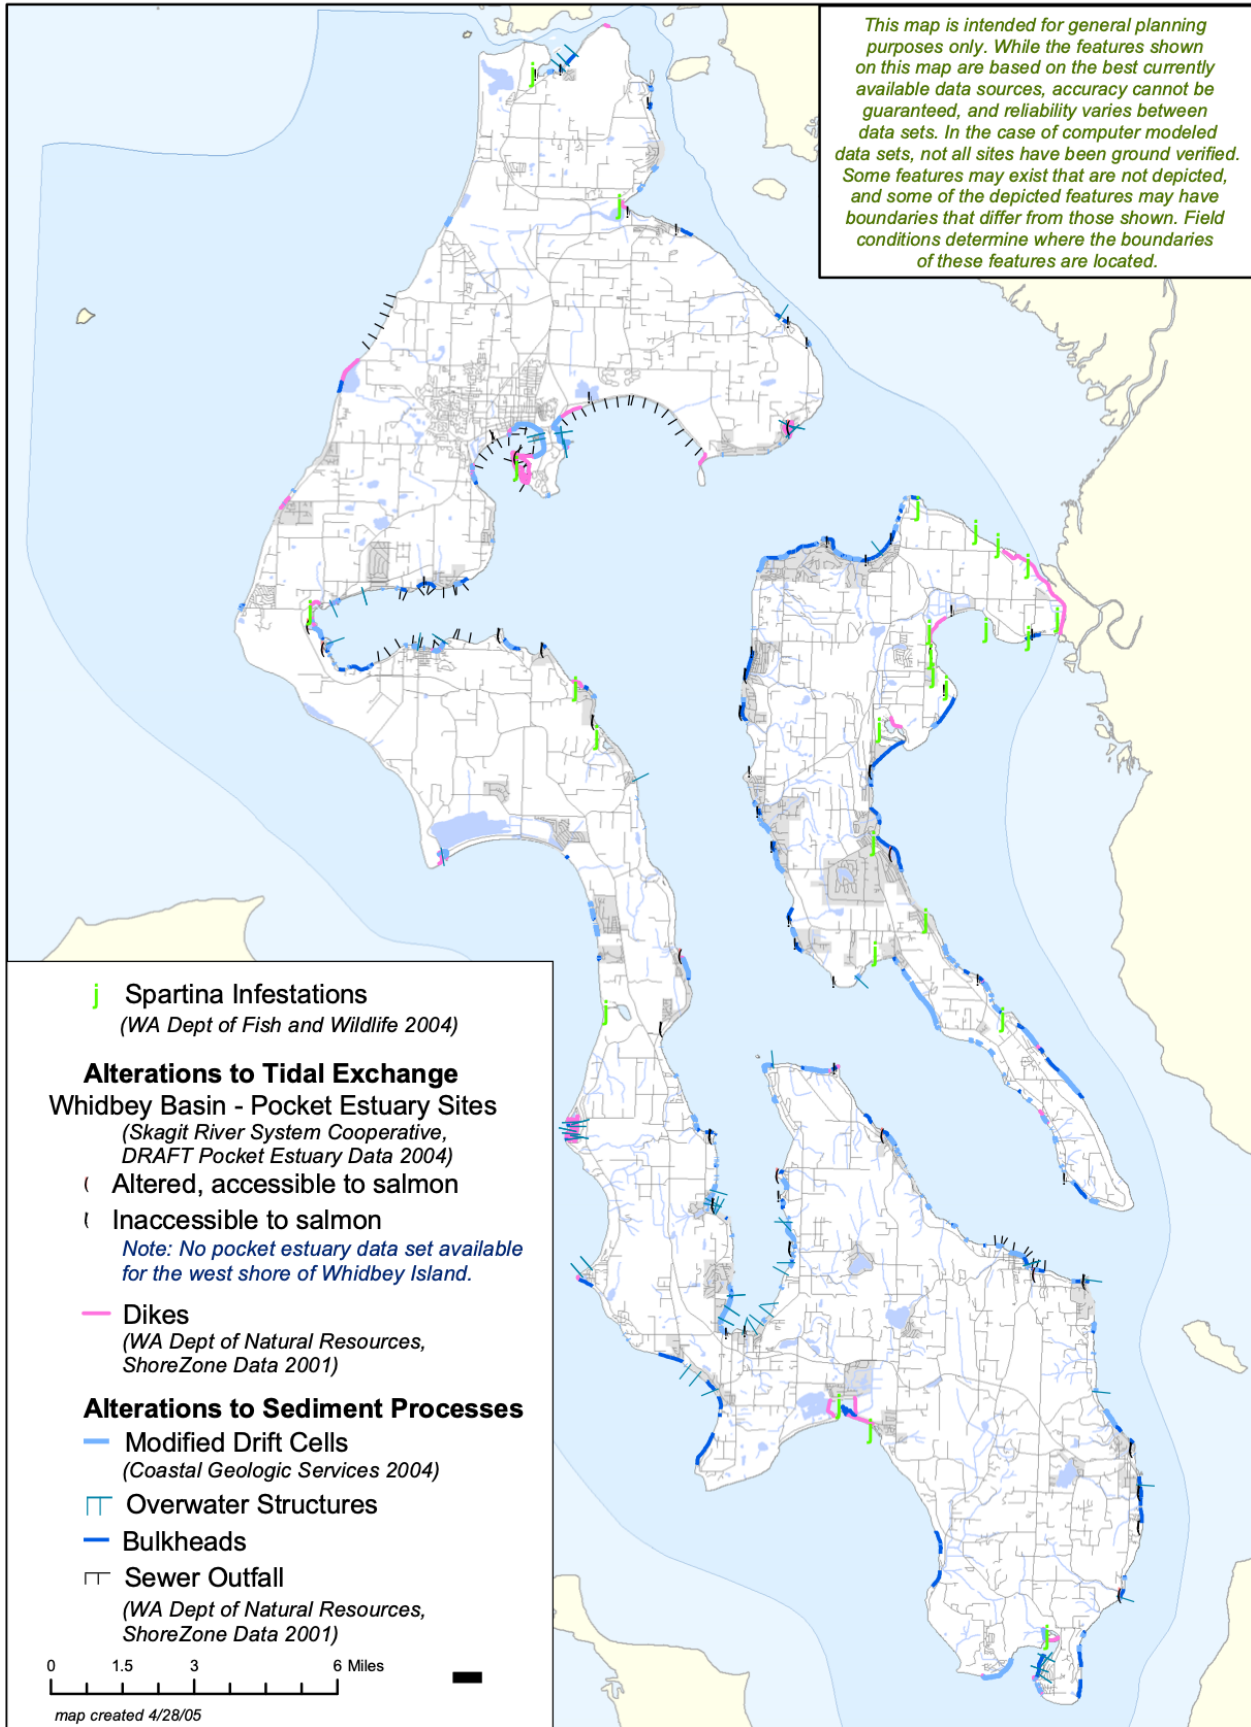 This map is intended for general planning
purposes only. While the features shown
on this map are based on the best currently
available data sources, accuracy cannot be
guaranteed, and reliability varies between
data sets. In the case of computer modeled
data sets, not all sites have been ground verified.
Some features may exist that are not depicted,
and some of the depicted features may have
boundaries that differ from those shown. Field
conditions determine where the boundaries
of these features are located.
j Spartina Infestations
(WA Dept of Fish and Wildlife 2004)
Alterations to Tidal Exchange
Whidbey Basin - Pocket Estuary Sites
(Skagit River System Cooperative,
DRAFT Pocket Estuary Data 2004)
( Altered, accessible to salmon
( Inaccessible to salmon
Note: No pocket estuary data set available
for the west shore of Whidbey Island.
Dikes
(WA Dept of Natural Resources,
ShoreZone Data 2001)
Alterations to Sediment Processes
Modified Drift Cells
(Coastal Geologic Services 2004)
Overwater Structures
Bulkheads
Sewer Outfall
(WA Dept of Natural Resources,
ShoreZone Data 2001)
0 1.5 3 6 Miles
map created 4/28/05